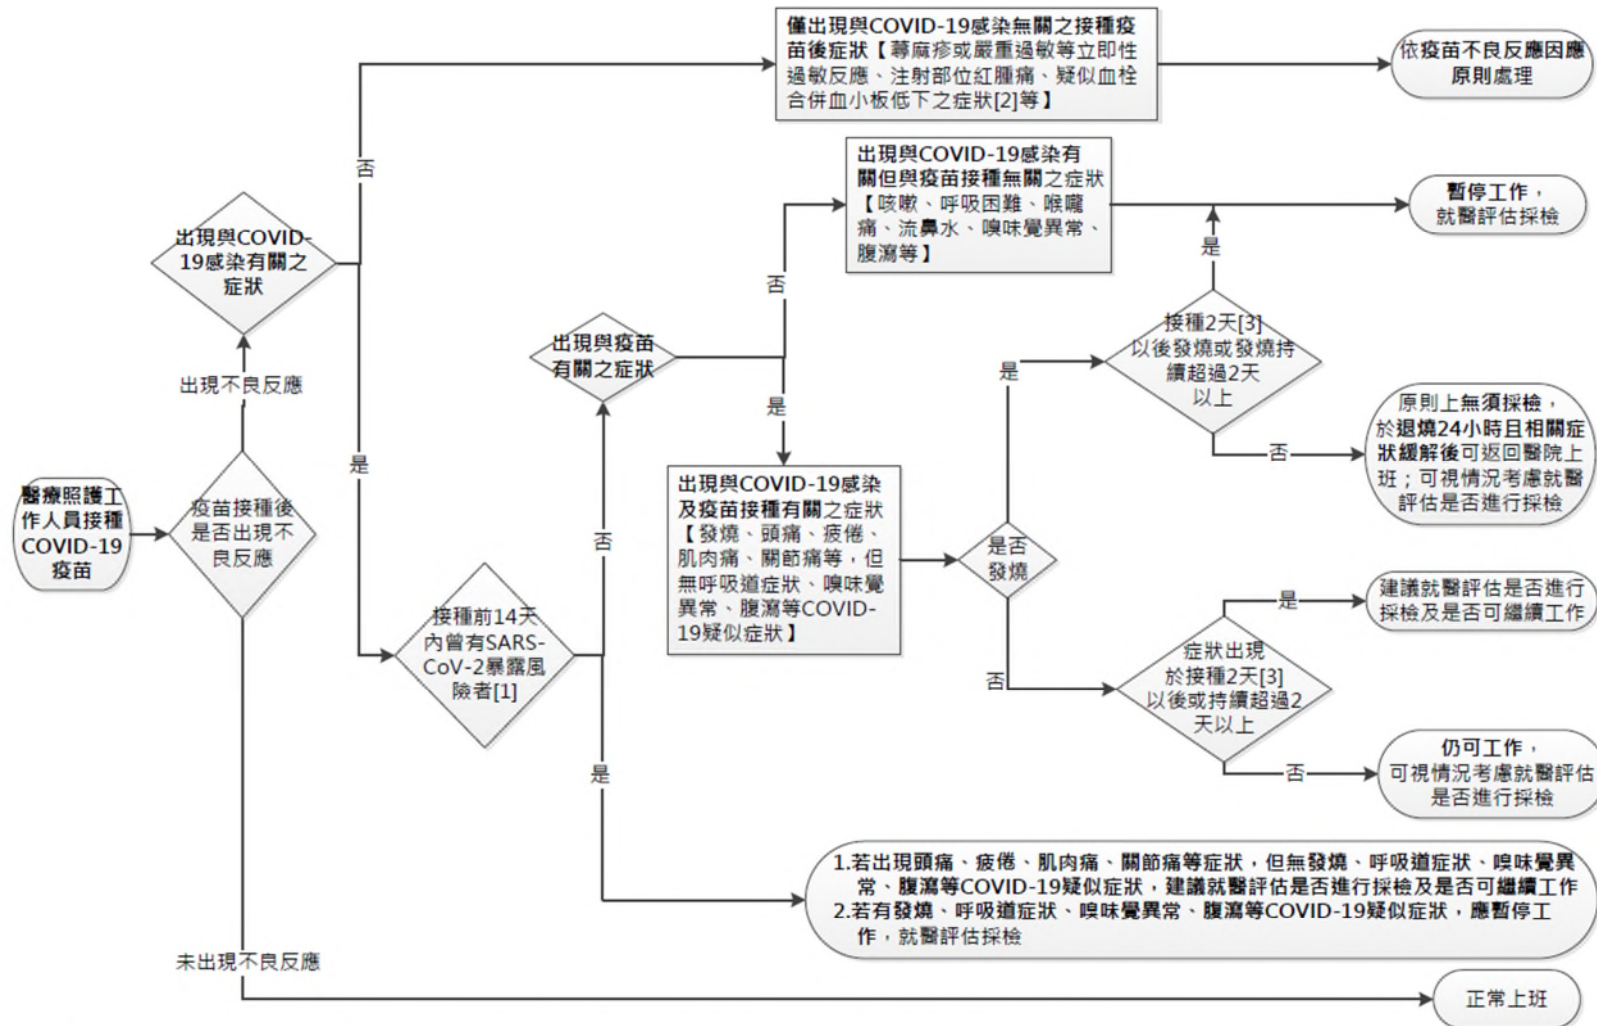 醫療照護工
作人員接種
COVID-19
疫苗
疫苗接種後
是否出現不
良反應
出現不良反應
未出現不良反應
正常上班
出現與COVID-
19感染有關之
症狀
否
是
僅出現與COVID-19感染無關之接種疫
苗後症狀【蕁麻疹或嚴重過敏等立即性
過敏反應、注射部位紅腫痛、疑似血栓
合併血小板低下之症狀[2]等】
依疫苗不良反應因應
原則處理
接種前14天
內曾有SARS-
CoV-2暴露風
險者[1]
否
是
出現與疫苗
有關之症狀
否
是
出現與COVID-19感染有
關但與疫苗接種無關之症狀
【咳嗽、呼吸困難、喉嚨
痛、流鼻水、嗅味覺異常、
腹瀉等】
暫停工作，
就醫評估採檢
出現與COVID-19感染
及疫苗接種有關之症狀
【發燒、頭痛、疲倦、
肌肉痛、關節痛等，但
無呼吸道症狀、嗅味覺
異常、腹瀉等COVID-
19疑似症狀】
是否
發燒
是
否
接種2天[3]
以後發燒或發燒持
續超過2天
以上
是
否
原則上無須採檢，
於退燒24小時且相關症
狀緩解後可返回醫院上
班；可視情況考慮就醫
評估是否進行採檢
症狀出現
於接種2天[3]
以後或持續超過2
天以上
是
否
建議就醫評估是否進行
採檢及是否可繼續工作
仍可工作，
可視情況考慮就醫評估
是否進行採檢
1.若出現頭痛、疲倦、肌肉痛、關節痛等症狀，但無發燒、呼吸道症狀、嗅味覺異
常、腹瀉等COVID-19疑似症狀，建議就醫評估是否進行採檢及是否可繼續工作
2.若有發燒、呼吸道症狀、嗅味覺異常、腹瀉等COVID-19疑似症狀，應暫停工
作，就醫評估採檢